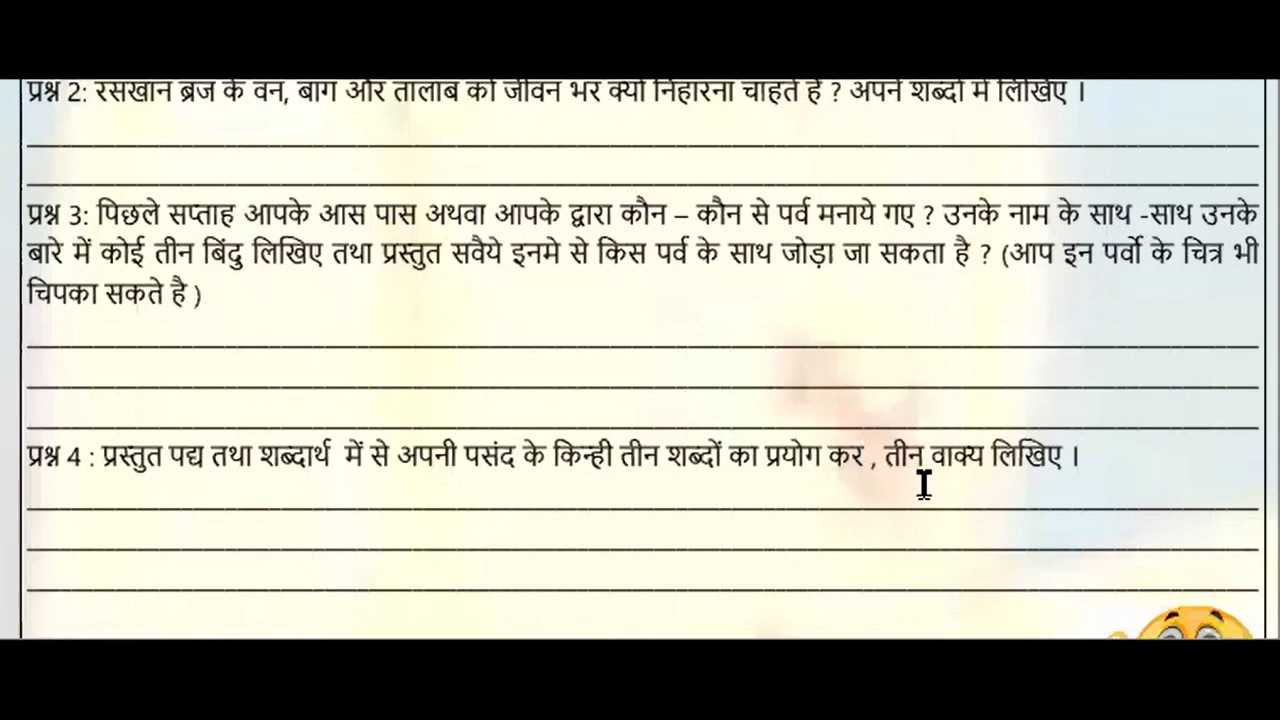 प्रश्न 2: रसखान ब्रज के वन, बाग और तालाब को जीवन भर क्यों निहारना चाहते हैं ? अपने शब्दों में लिखिए ।
प्रश्न 3: पिछले सप्ताह आपके आस पास अथवा आपके द्वारा कौन – कौन से पर्व मनाये गए ? उनके नाम के साथ -साथ उनके
बारे में कोई तीन बिंदु लिखिए तथा प्रस्तुत सवैये इनमे से किस पर्व के साथ जोड़ा जा सकता है ? (आप इन पर्वो के चित्र भी
चिपका सकते है )
प्रश्न 4 : प्रस्तुत पद्य तथा शब्दार्थ में से अपनी पसंद के किन्ही तीन शब्दों का प्रयोग कर , तीन वाक्य लिखिए ।